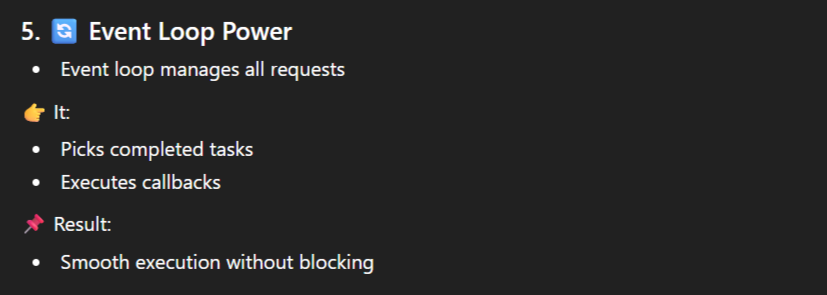 5. 🔄 Event Loop Power
• Event loop manages all requests
👉 It:
• Picks completed tasks
• Executes callbacks
📌 Result:
• Smooth execution without blocking